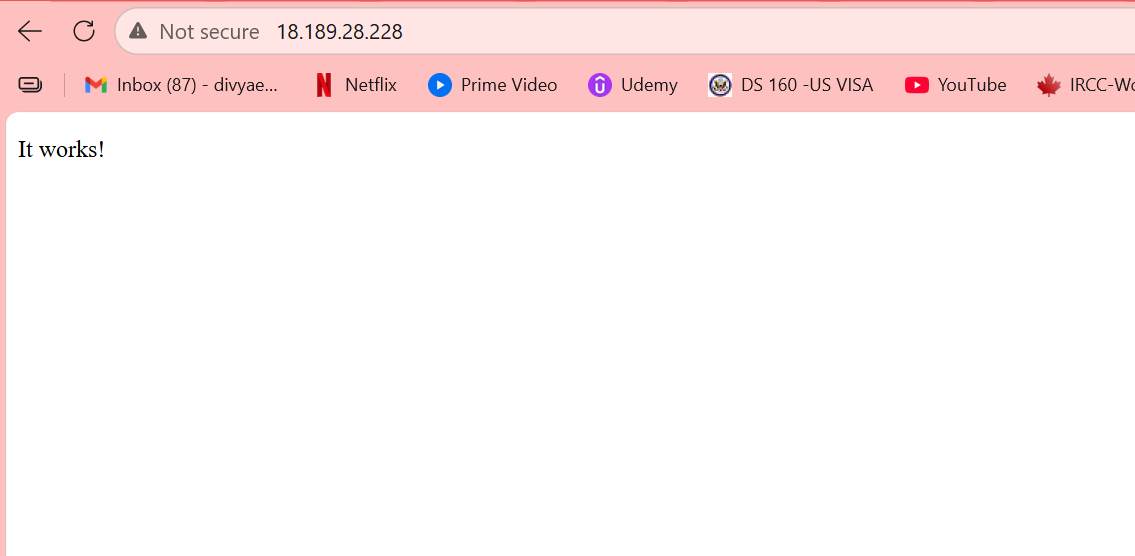 Not secure 18.189.28.228
Inbox (87) - divyae... Netflix Prime Video Udemy DS 160 -US VISA YouTube IRCC-Wo
It works!